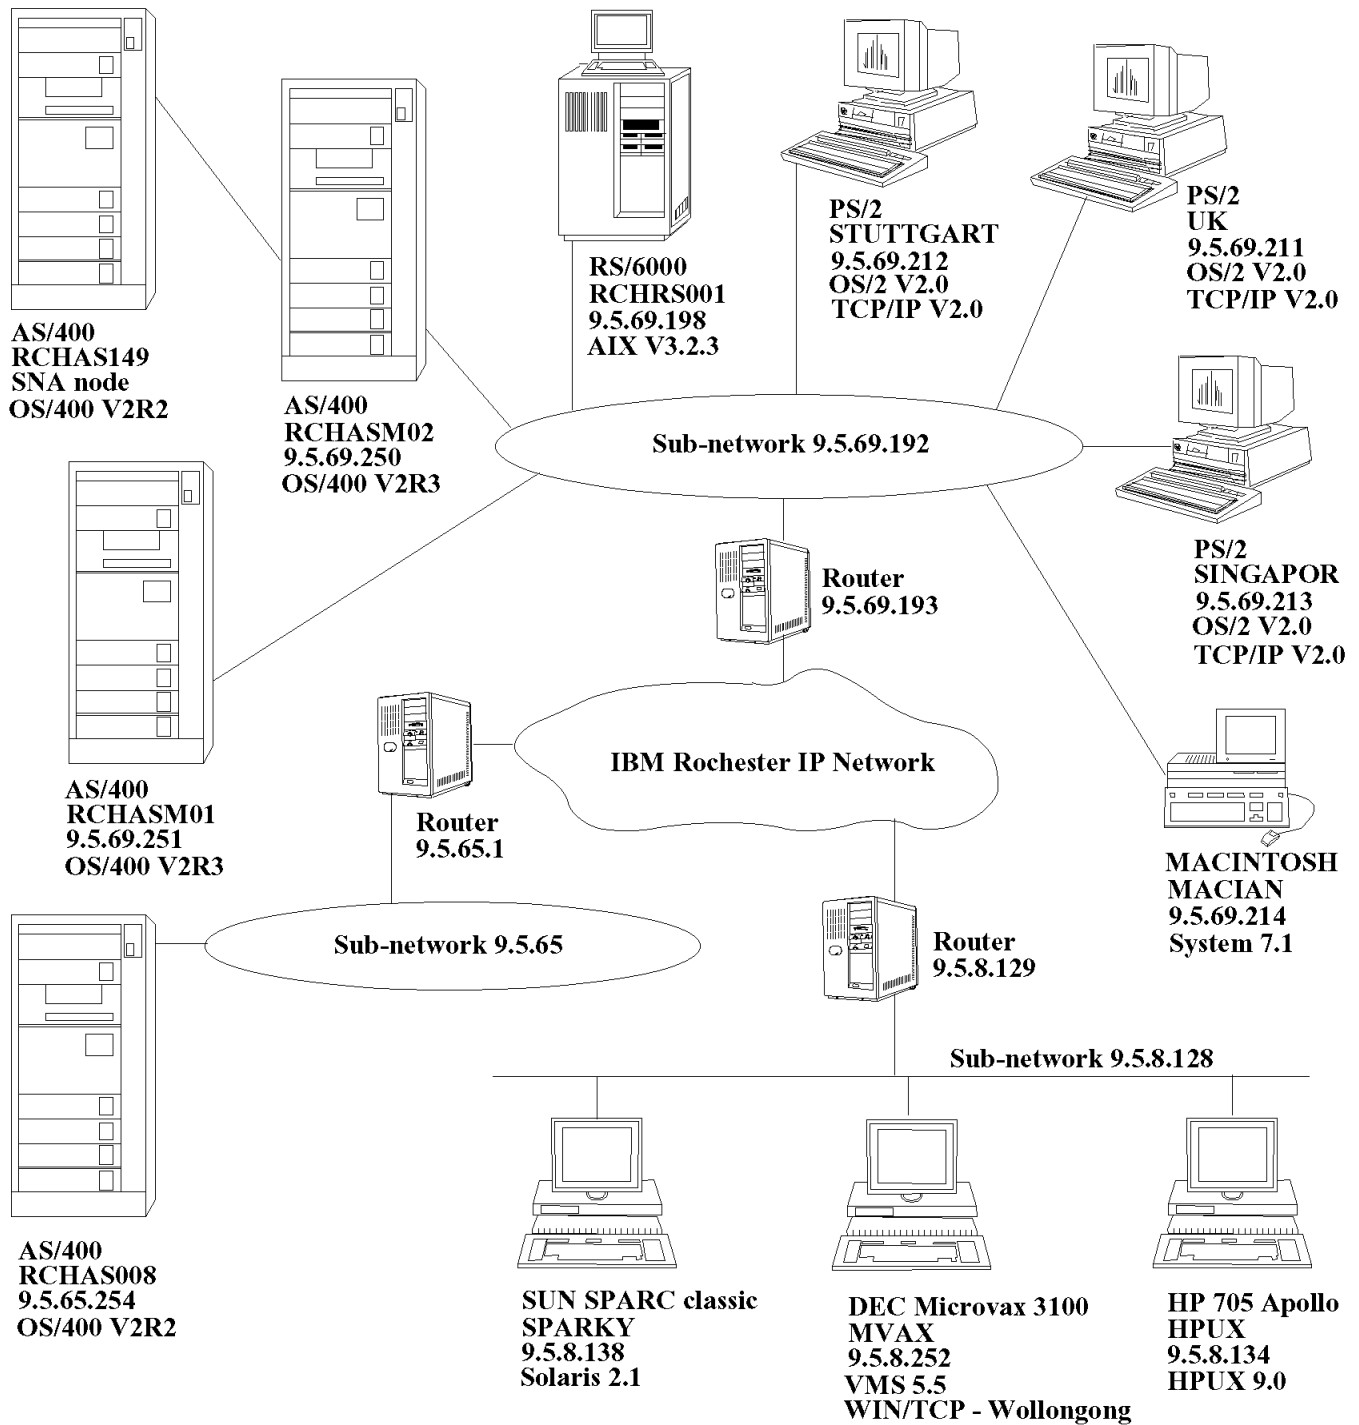 AS/400
RCHAS149
SNA node
OS/400 V2R2
AS/400
RCHASM02
9.5.69.250
OS/400 V2R3
RS/6000
RCHRS001
9.5.69.198
AIX V3.2.3
PS/2
STUTTGART
9.5.69.212
OS/2 V2.0
TCP/IP V2.0
PS/2
UK
9.5.69.211
OS/2 V2.0
TCP/IP V2.0
Sub-network 9.5.69.192
PS/2
SINGAPOR
9.5.69.213
OS/2 V2.0
TCP/IP V2.0
Router
9.5.69.193
AS/400
RCHASM01
9.5.69.251
OS/400 V2R3
IBM Rochester IP Network
Router
9.5.65.1
MACINTOSH
MACIAN
9.5.69.214
System 7.1
Sub-network 9.5.65
Router
9.5.8.129
Sub-network 9.5.8.128
AS/400
RCHAS008
9.5.65.254
OS/400 V2R2
SUN SPARC classic
SPARKY
9.5.8.138
Solaris 2.1
DEC Microvax 3100
MVAX
9.5.8.252
VMS 5.5
WIN/TCP - Wollongong
HP 705 Apollo
HPUX
9.5.8.134
HPUX 9.0